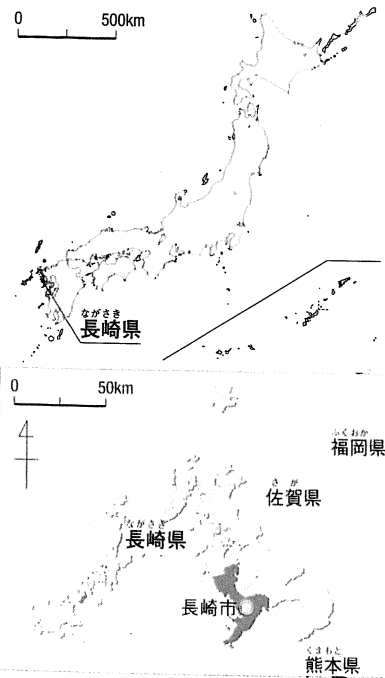 0 500km
ながさき
長崎県
0 50km
ふくおか
福岡県
さが
佐賀県
ながさき
長崎県
長崎市
くまもと
熊本県